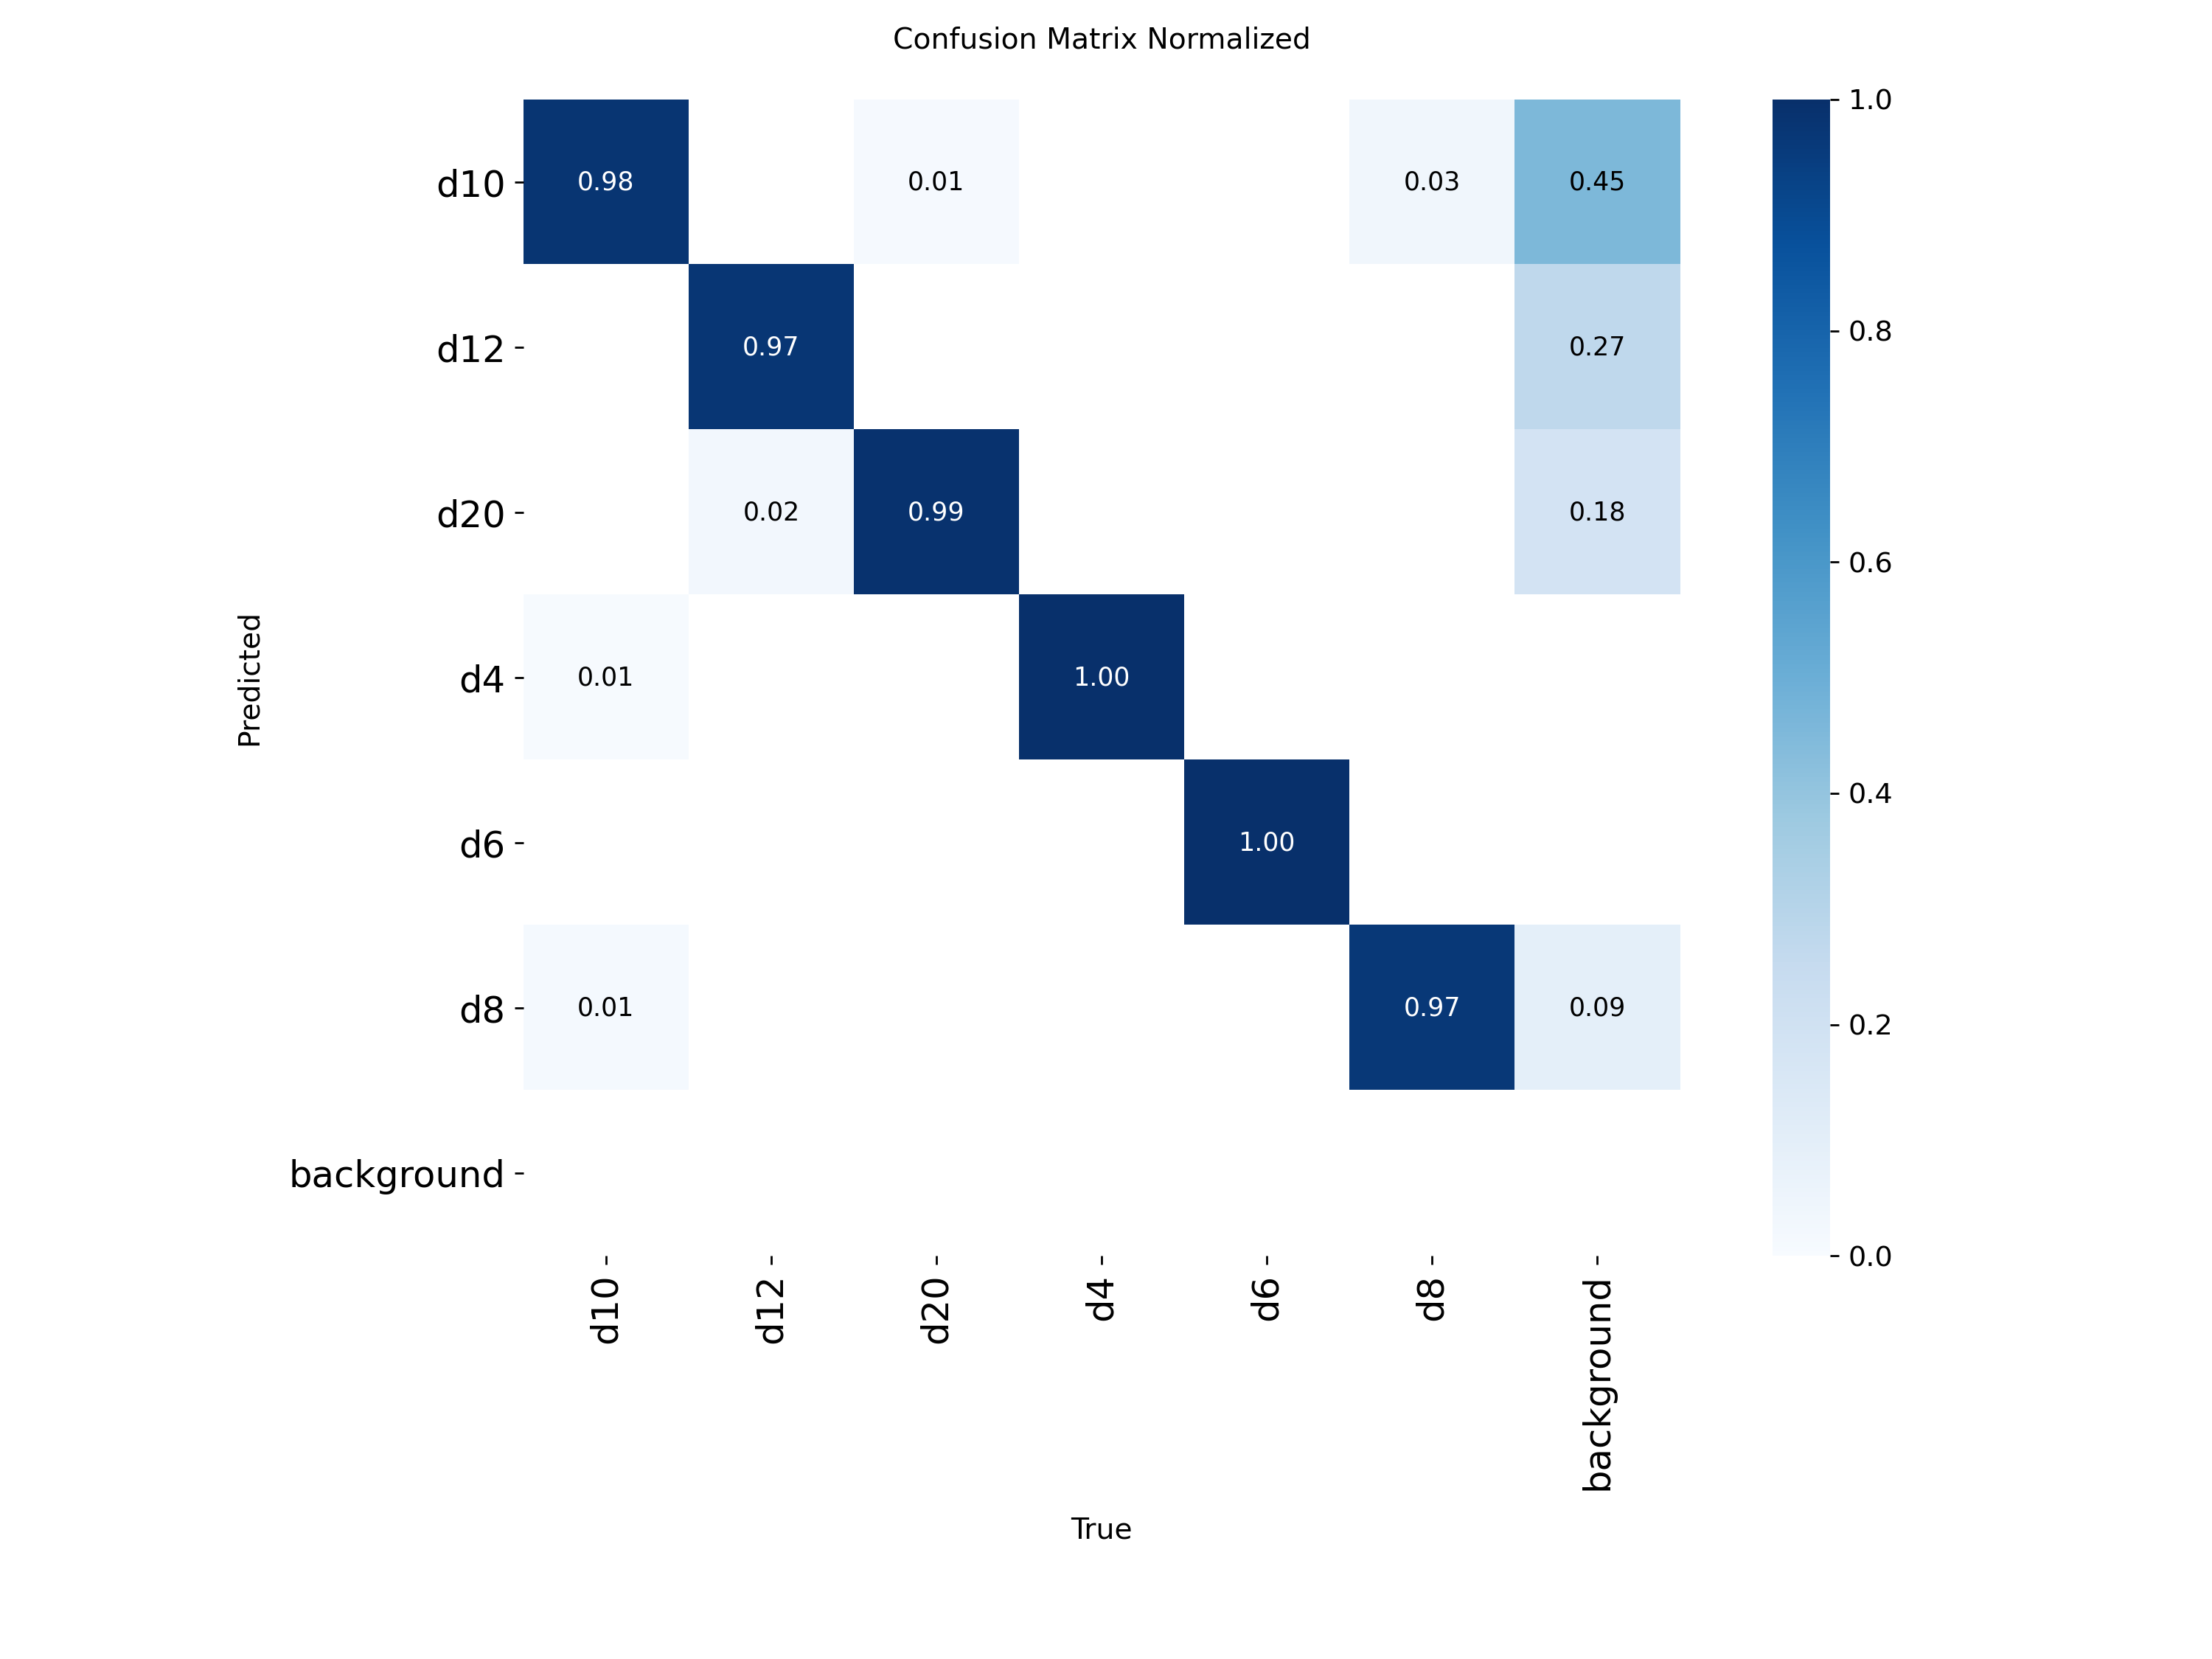 Confusion Matrix Normalized
d10 0.98 0.01 0.03 0.45
d12 0.97 0.27
d20 0.02 0.99 0.18
d4 0.01 1.00
d6 1.00
d8 0.01 0.97 0.09
background
d10 d12 d20 d4 d6 d8 background
Predicted
True
1.0
0.8
0.6
0.4
0.2
0.0